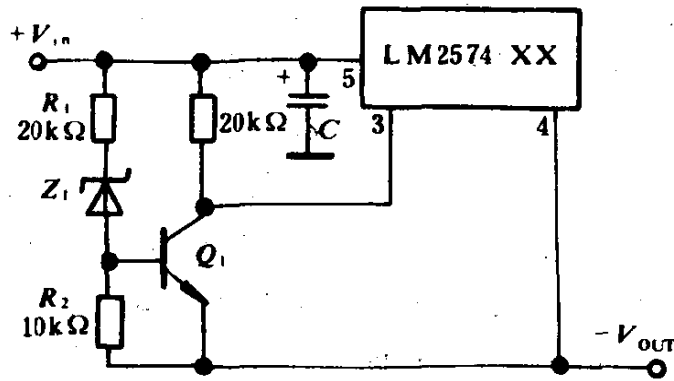 +V_in
LM2574 XX
5
3
4
R1
20kΩ
20kΩ
+
C
Z1
Q1
R2
10kΩ
-V_OUT